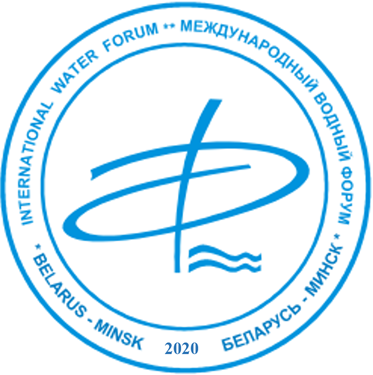 INTERNATIONAL WATER FORUM ** МЕЖДУНАРОДНЫЙ ВОДНЫЙ ФОРУМ
* BELARUS - MINSK
2020
БЕЛАРУСЬ - МИНСК *